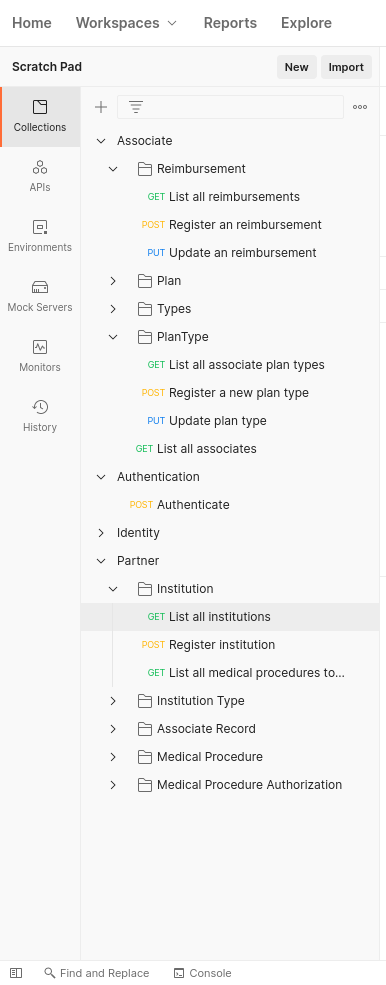 Home Workspaces Reports Explore
Scratch Pad New Import
Collections
APIs
Environments
Mock Servers
Monitors
History
Associate
Reimbursement
GET List all reimbursements
POST Register an reimbursement
PUT Update an reimbursement
Plan
Types
PlanType
GET List all associate plan types
POST Register a new plan type
PUT Update plan type
GET List all associates
Authentication
POST Authenticate
Identity
Partner
Institution
GET List all institutions
POST Register institution
GET List all medical procedures to...
Institution Type
Associate Record
Medical Procedure
Medical Procedure Authorization
Find and Replace Console